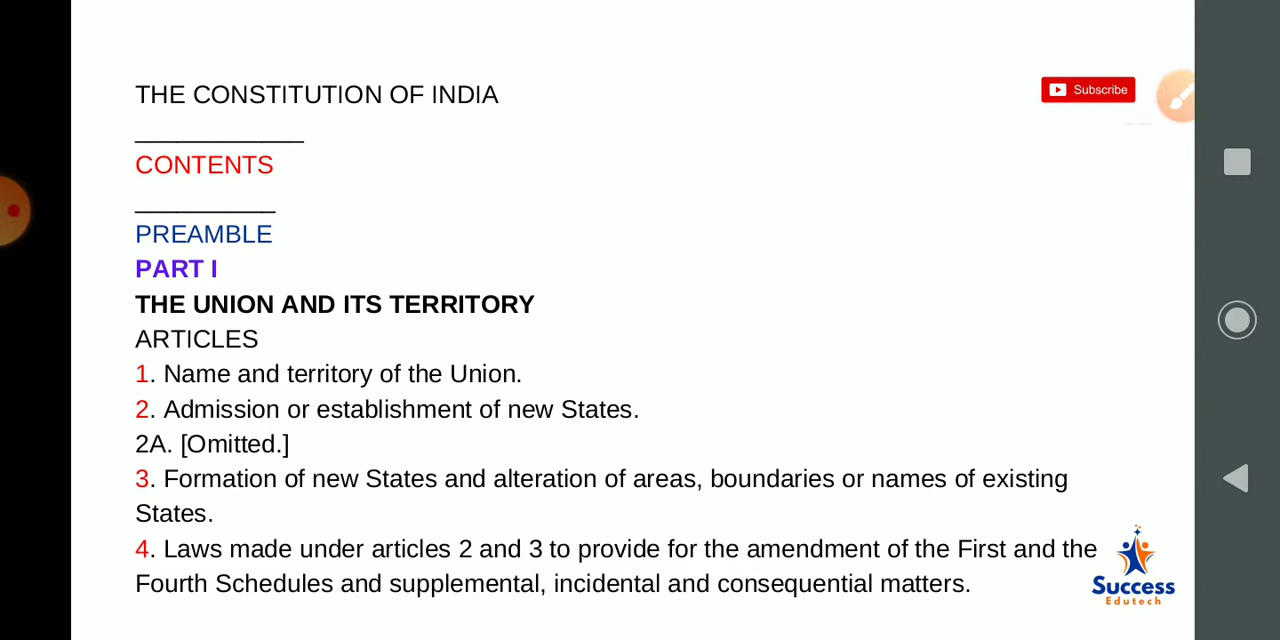 THE CONSTITUTION OF INDIA
Subscribe
CONTENTS
PREAMBLE
PART I
THE UNION AND ITS TERRITORY
ARTICLES
1. Name and territory of the Union.
2. Admission or establishment of new States.
2A. [Omitted.]
3. Formation of new States and alteration of areas, boundaries or names of existing
States.
4. Laws made under articles 2 and 3 to provide for the amendment of the First and the
Fourth Schedules and supplemental, incidental and consequential matters.
Success
Edutech